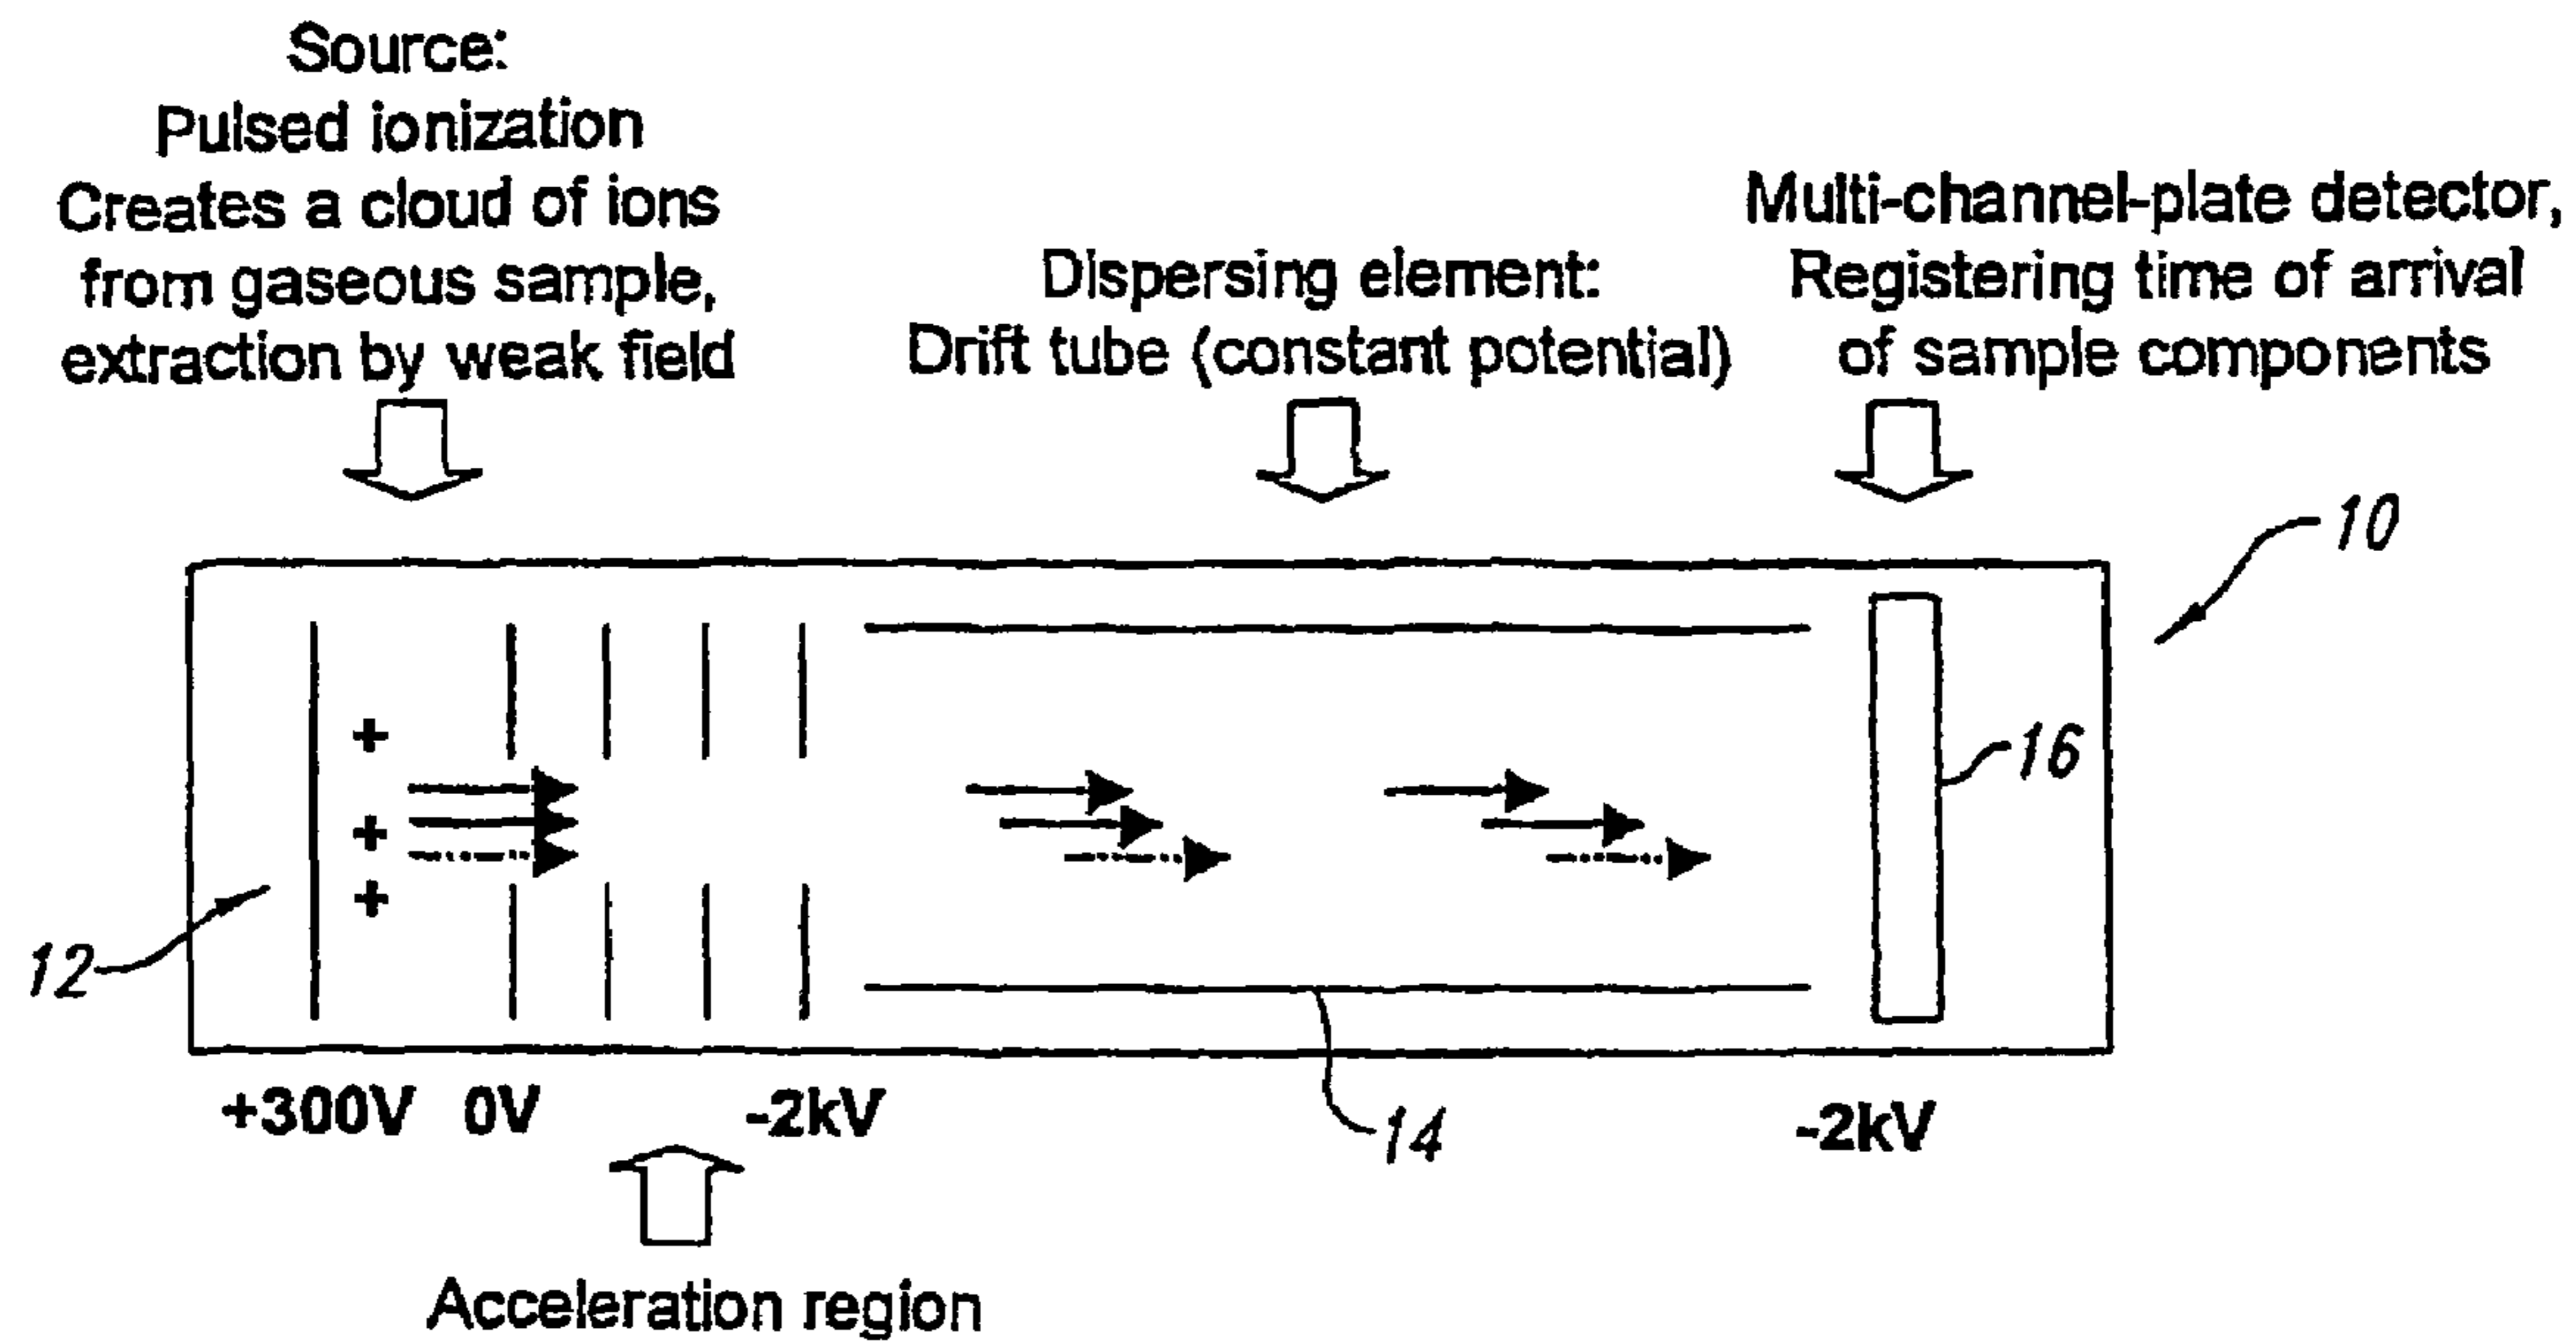 Source:
Pulsed ionization
Creates a cloud of ions
from gaseous sample,
extraction by weak field
Dispersing element:
Drift tube (constant potential)
Multi-channel-plate detector,
Registering time of arrival
of sample components
10
16
12
14
+ 
+
+
+300V 0V -2kV -2kV
Acceleration region